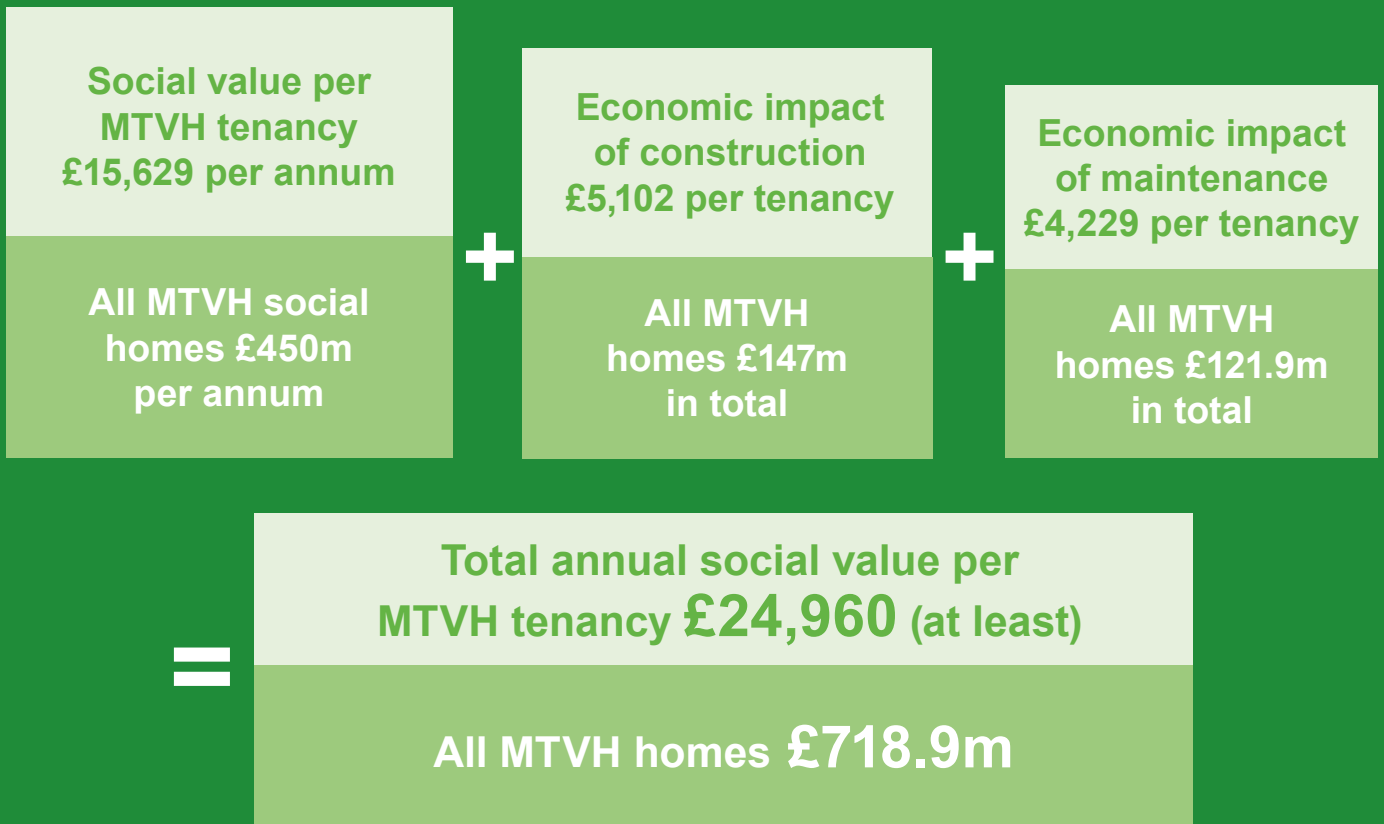 Social value per
MTVH tenancy
£15,629 per annum
All MTVH social
homes £450m
per annum
+
Economic impact
of construction
£5,102 per tenancy
All MTVH
homes £147m
in total
+
Economic impact
of maintenance
£4,229 per tenancy
All MTVH
homes £121.9m
in total
=
Total annual social value per
MTVH tenancy £24,960 (at least)
All MTVH homes £718.9m